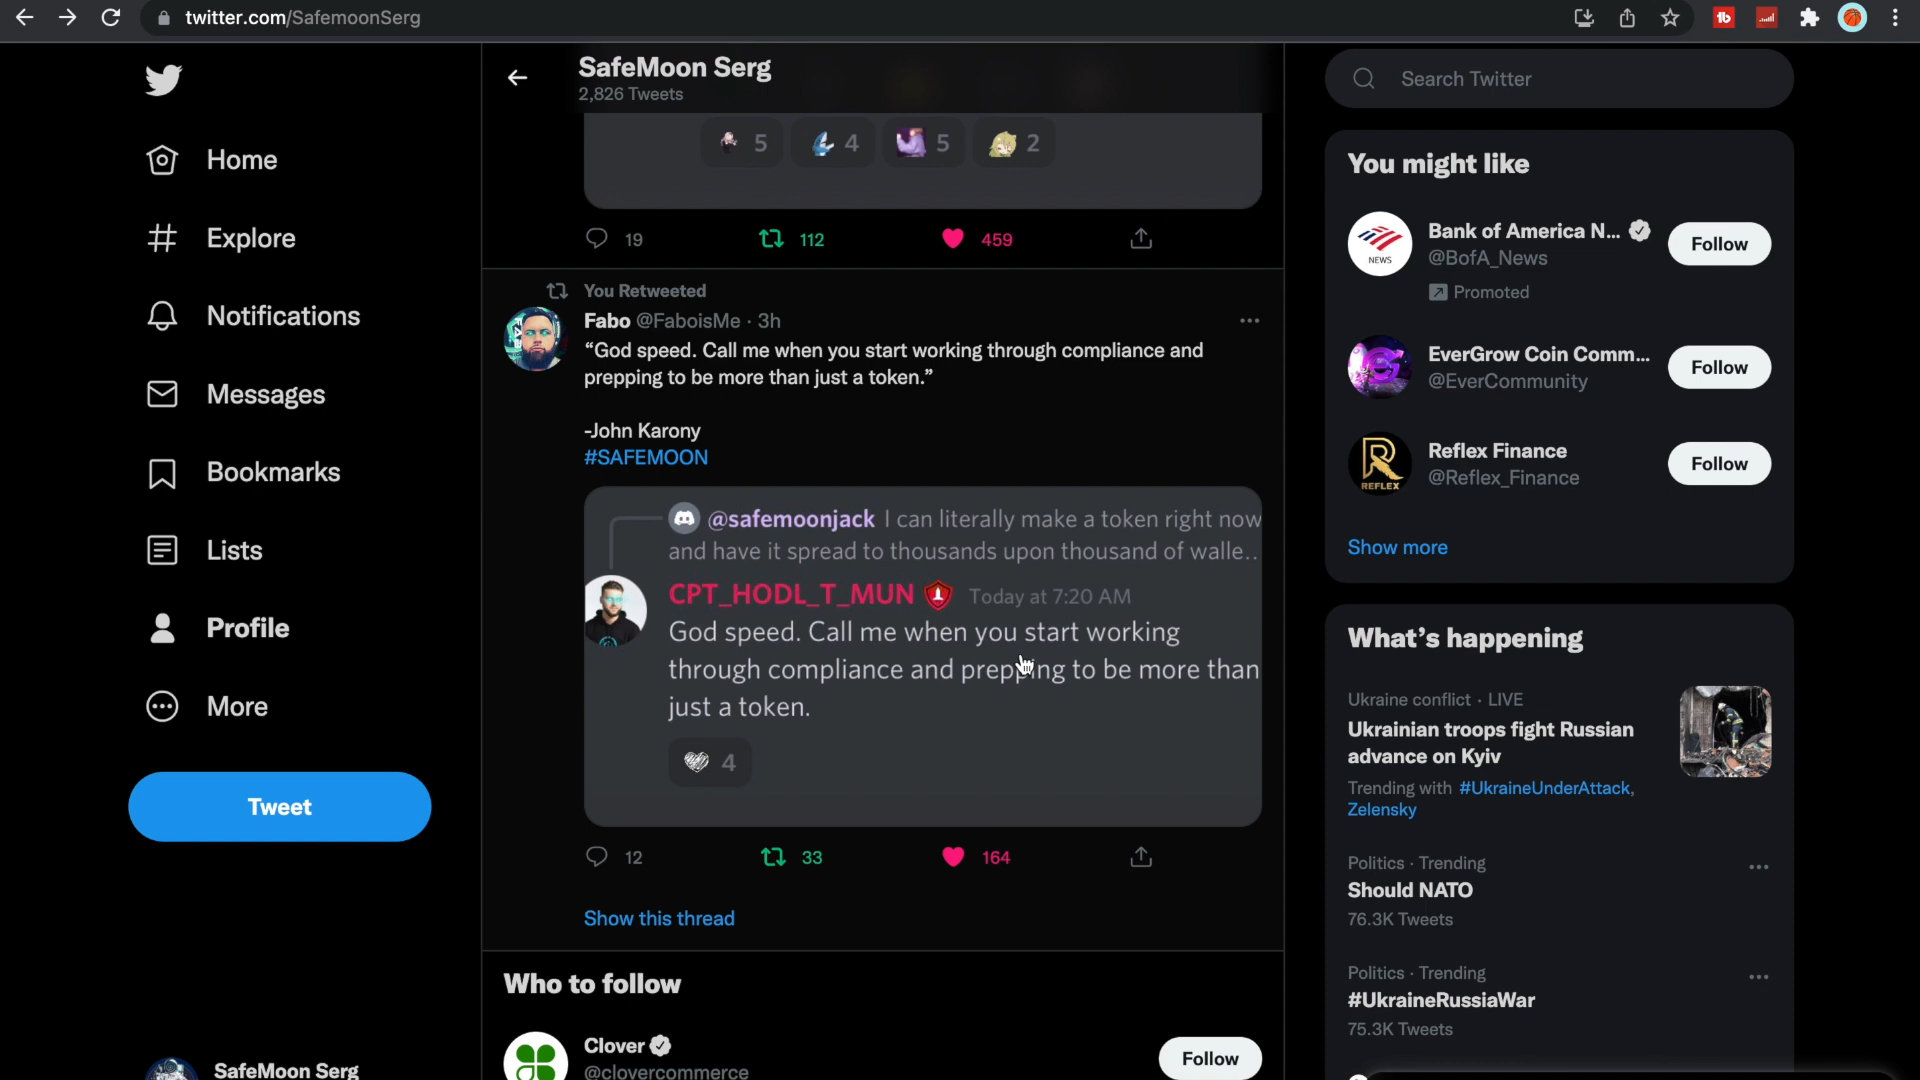 twitter.com/SafemoonSerg
Home
Explore
Notifications
Messages
Bookmarks
Lists
Profile
More
Tweet
SafeMoon Serg
SafeMoon Serg
2,826 Tweets
5 4 5 2
19 112 459
You Retweeted
Fabo @FaboisMe · 3h
“God speed. Call me when you start working through compliance and
prepping to be more than just a token.”
-John Karony
#SAFEMOON
@safemoonjack I can literally make a token right now
and have it spread to thousands upon thousand of walle..
CPT_HODL_T_MUN Today at 7:20 AM
God speed. Call me when you start working
through compliance and prepping to be more than
just a token.
4
12 33 164
Show this thread
Who to follow
Clover
@clovercommerce
Follow
Search Twitter
You might like
Bank of America N...
@BofA_News
Follow
Promoted
NEWS
EverGrow Coin Comm...
@EverCommunity
Follow
Reflex Finance
@Reflex_Finance
Follow
REFLEX
Show more
What’s happening
Ukraine conflict · LIVE
Ukrainian troops fight Russian
advance on Kyiv
Trending with #UkraineUnderAttack,
Zelensky
Politics · Trending
Should NATO
76.3K Tweets
Politics · Trending
#UkraineRussiaWar
75.3K Tweets